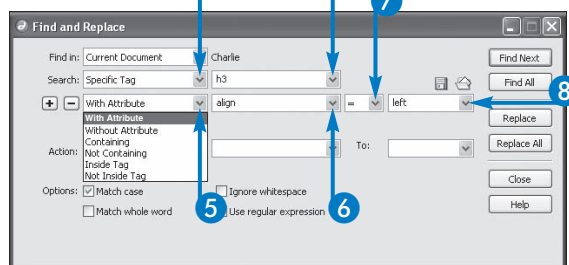 7
Find and Replace
Find in: Current Document Charlie Find Next
Search: Specific Tag h3 Find All
With Attribute align = left 8
With Attribute Replace
Without Attribute
Containing
Action: Not Containing To: Replace All
Inside Tag
Not Inside Tag
Close
Options: Match case Ignore whitespace Help
Match whole word 5 Use regular expression 6